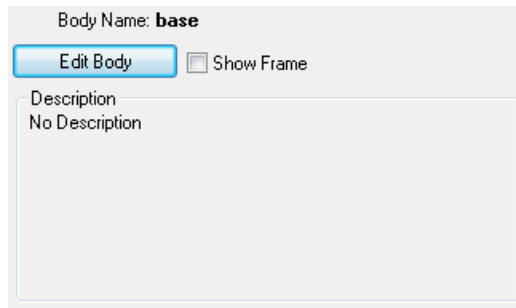 Body Name: base
Edit Body Show Frame
Description
No Description